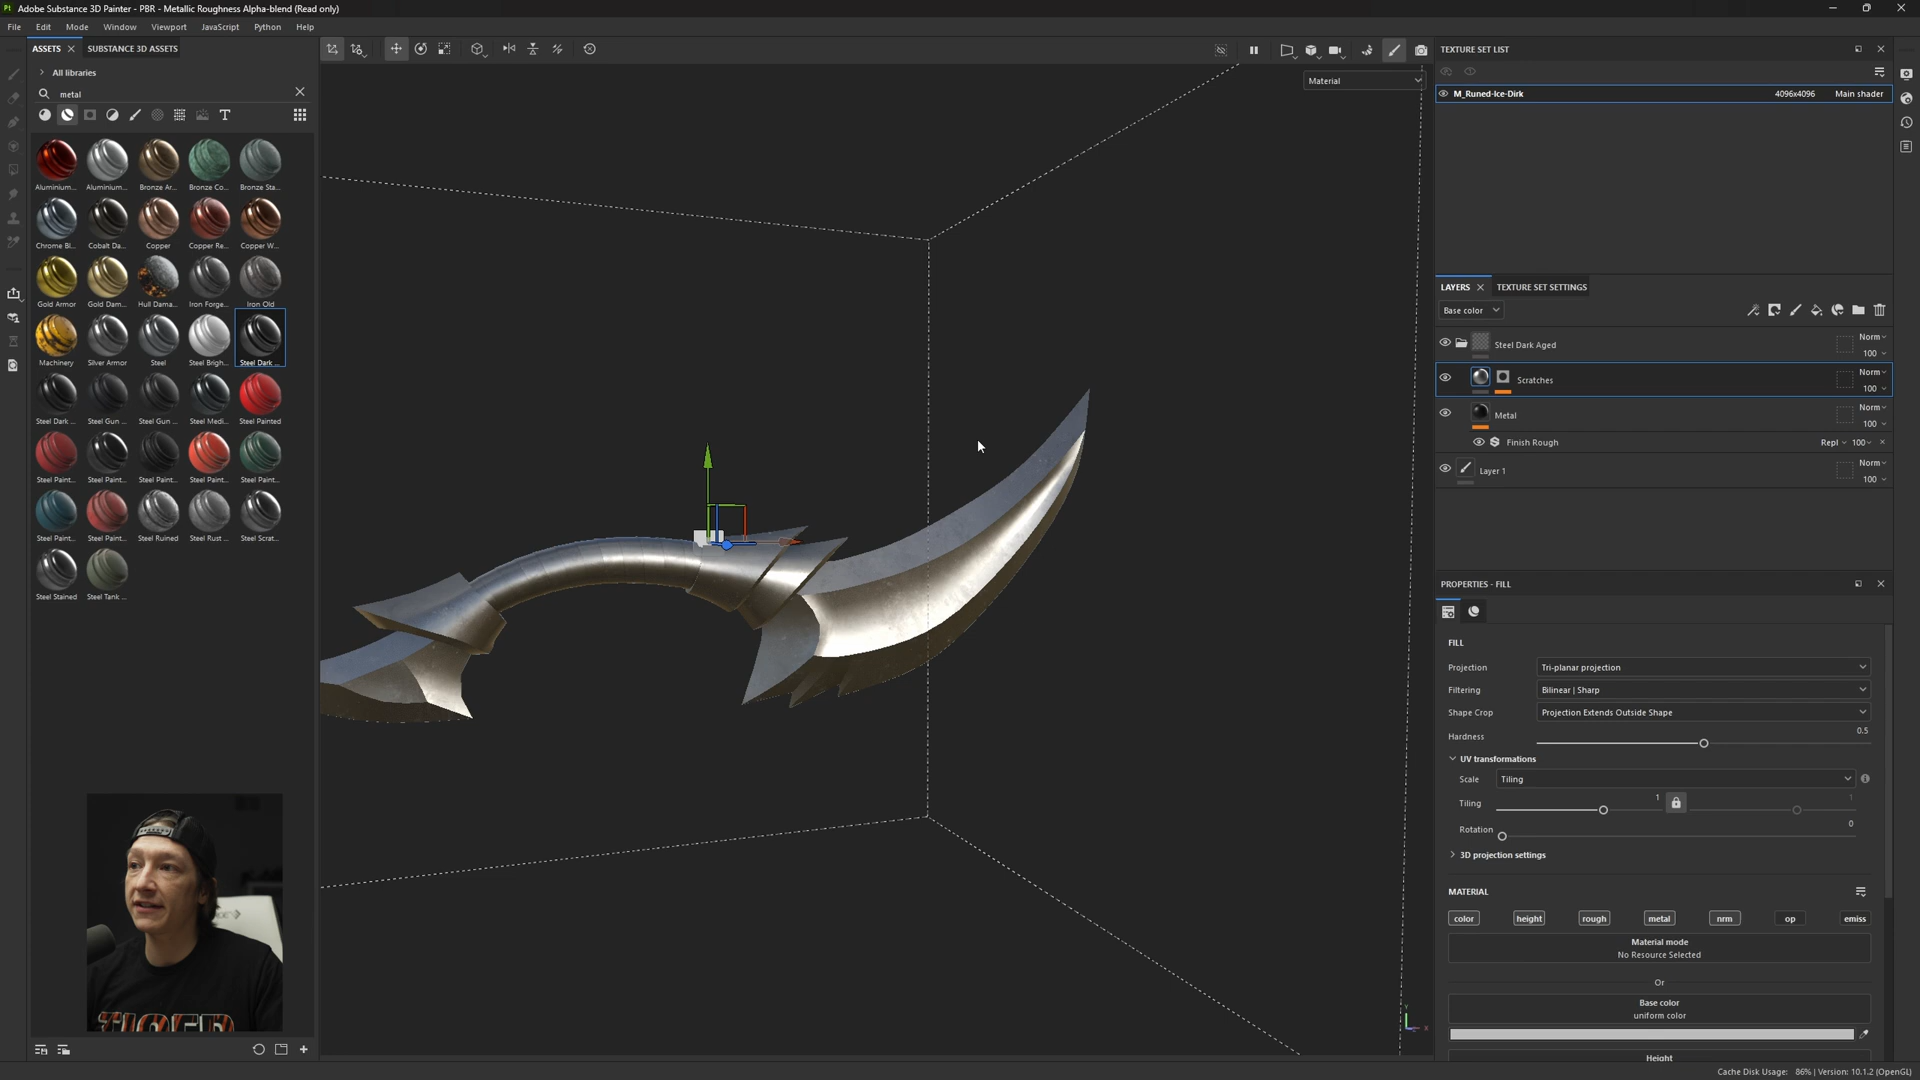 Pt Adobe Substance 3D Painter - PBR - Metallic Roughness Alpha-blend (Read only)
File Edit Mode Window Viewport JavaScript Python Help
ASSETS SUBSTANCE 3D ASSETS
All libraries
metal
Aluminium... Aluminium... Bronze Ar... Bronze Co... Bronze Sta...
Chrome Bl... Cobalt Da... Copper Copper Re... Copper W...
Gold Armor Gold Dam... Hull Dama... Iron Forge... Iron Old
Machinery Silver Armor Steel Steel Brigh... Steel Dark ...
Steel Dark ... Steel Gun ... Steel Gun ... Steel Medi... Steel Painted
Steel Paint... Steel Paint... Steel Paint... Steel Paint... Steel Paint...
Steel Paint... Steel Paint... Steel Ruined Steel Rust ... Steel Scrat...
Steel Stained Steel Tank ...
Material
TEXTURE SET LIST
M_Runed-Ice-Dirk 4096x4096 Main shader
LAYERS TEXTURE SET SETTINGS
Base color
Steel Dark Aged Norm
100
Scratches Norm
100
Metal Norm
100
Finish Rough Repl 100
Layer 1 Norm
100
PROPERTIES - FILL
FILL
Projection Tri-planar projection
Filtering Bilinear | Sharp
Shape Crop Projection Extends Outside Shape
Hardness 0.5
UV transformations
Scale Tiling
Tiling 1 1
Rotation 0
3D projection settings
MATERIAL
color height rough metal nrm op emiss
Material mode
No Resource Selected
Or
Base color
uniform color
Height
Cache Disk Usage: 86% | Version: 10.1.2 (OpenGL)